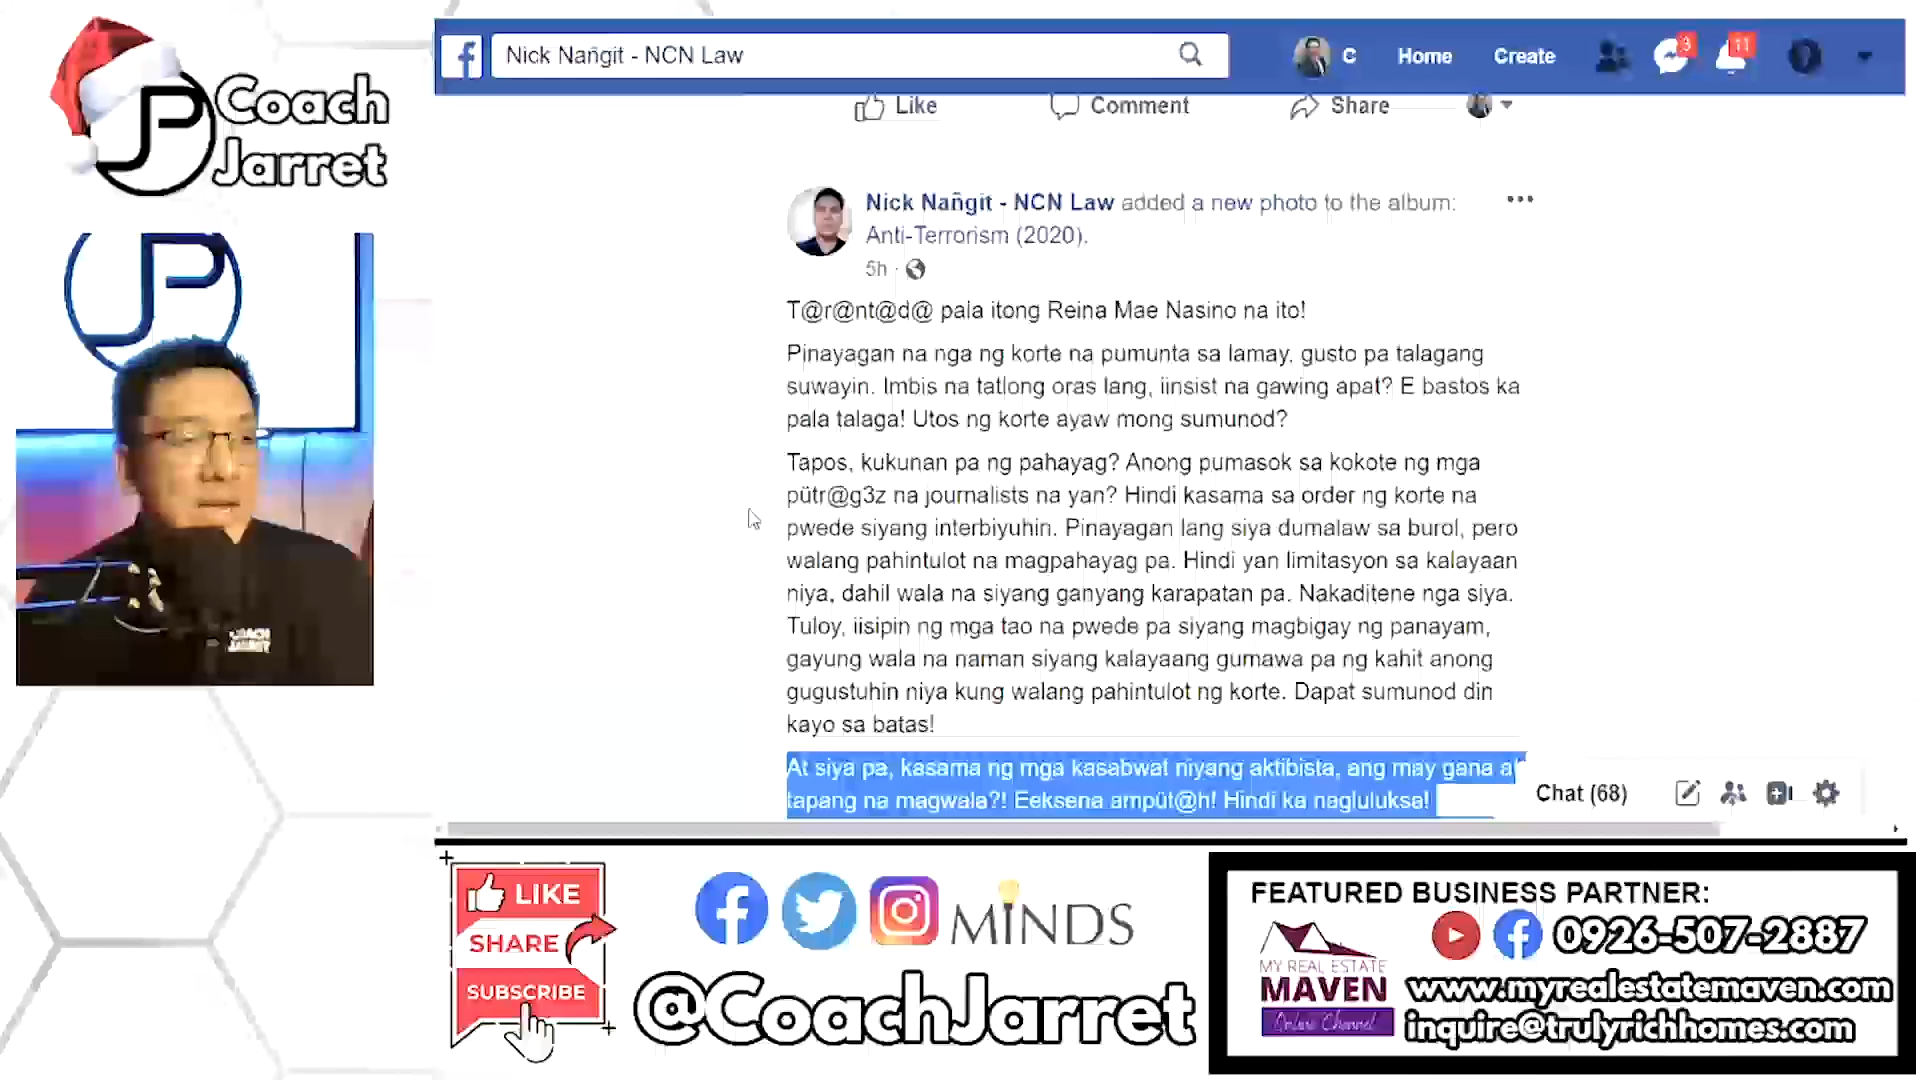 Coach
Jarret
Nick Nañgit - NCN Law
C
Home
Create
3
11
Like
Comment
Share
Nick Nañgit - NCN Law added a new photo to the album:
Anti-Terrorism (2020).
5h ·
T@r@nt@d@ pala itong Reina Mae Nasino na ito!
Pinayagan na nga ng korte na pumunta sa lamay, gusto pa talagang
suwayin. Imbis na tatlong oras lang, iinsist na gawing apat? E bastos ka
pala talaga! Utos ng korte ayaw mong sumunod?
Tapos, kukunan pa ng pahayag? Anong pumasok sa kokote ng mga
pütr@g3z na journalists na yan? Hindi kasama sa order ng korte na
pwede siyang interbiyuhin. Pinayagan lang siya dumalaw sa burol, pero
walang pahintulot na magpahayag pa. Hindi yan limitasyon sa kalayaan
niya, dahil wala na siyang ganyang karapatan pa. Nakaditene nga siya.
Tuloy, iisipin ng mga tao na pwede pa siyang magbigay ng panayam,
gayung wala na naman siyang kalayaang gumawa pa ng kahit anong
gugustuhin niya kung walang pahintulot ng korte. Dapat sumunod din
kayo sa batas!
At siya pa, kasama ng mga kasabwat niyang aktibista, ang may gana at
tapang na magwala?! Eeksena ampüt@h! Hindi ka nagluluksa!
Chat (68)
COACH
JARRET
LIKE
SHARE
SUBSCRIBE
MINDS
@CoachJarret
FEATURED BUSINESS PARTNER:
MY REAL ESTATE
MAVEN
Online Channel
0926-507-2887
www.myrealestatemaven.com
inquire@trulyrichhomes.com